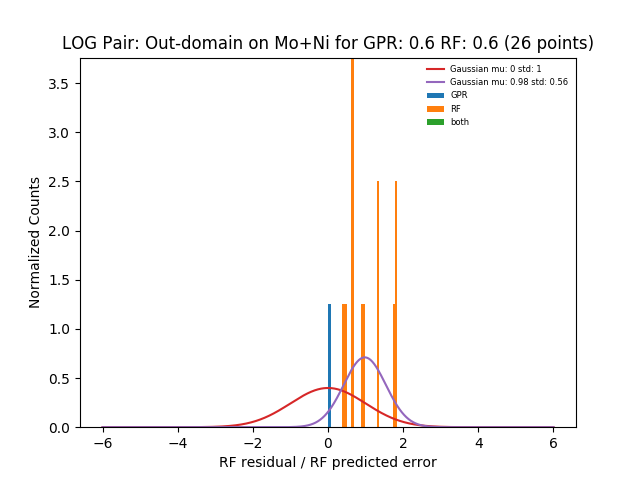 LOG Pair: Out-domain on Mo+Ni for GPR: 0.6 RF: 0.6 (26 points)
Gaussian mu: 0 std: 1
Gaussian mu: 0.98 std: 0.56
GPR
RF
both
Normalized Counts
3.5
3.0
2.5
2.0
1.5
1.0
0.5
0.0
−6 −4 −2 0 2 4 6
RF residual / RF predicted error